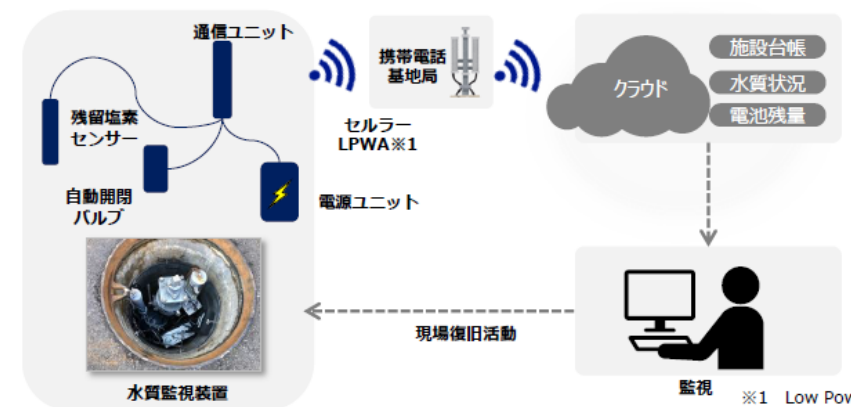 通信ユニット
携帯電話
基地局
施設台帳
クラウド
水質状況
電池残量
残留塩素
センサー
セルラー
LPWA※1
自動開閉
バルブ
電源ユニット
現場復旧活動
水質監視装置
監視
※1 Low Pow